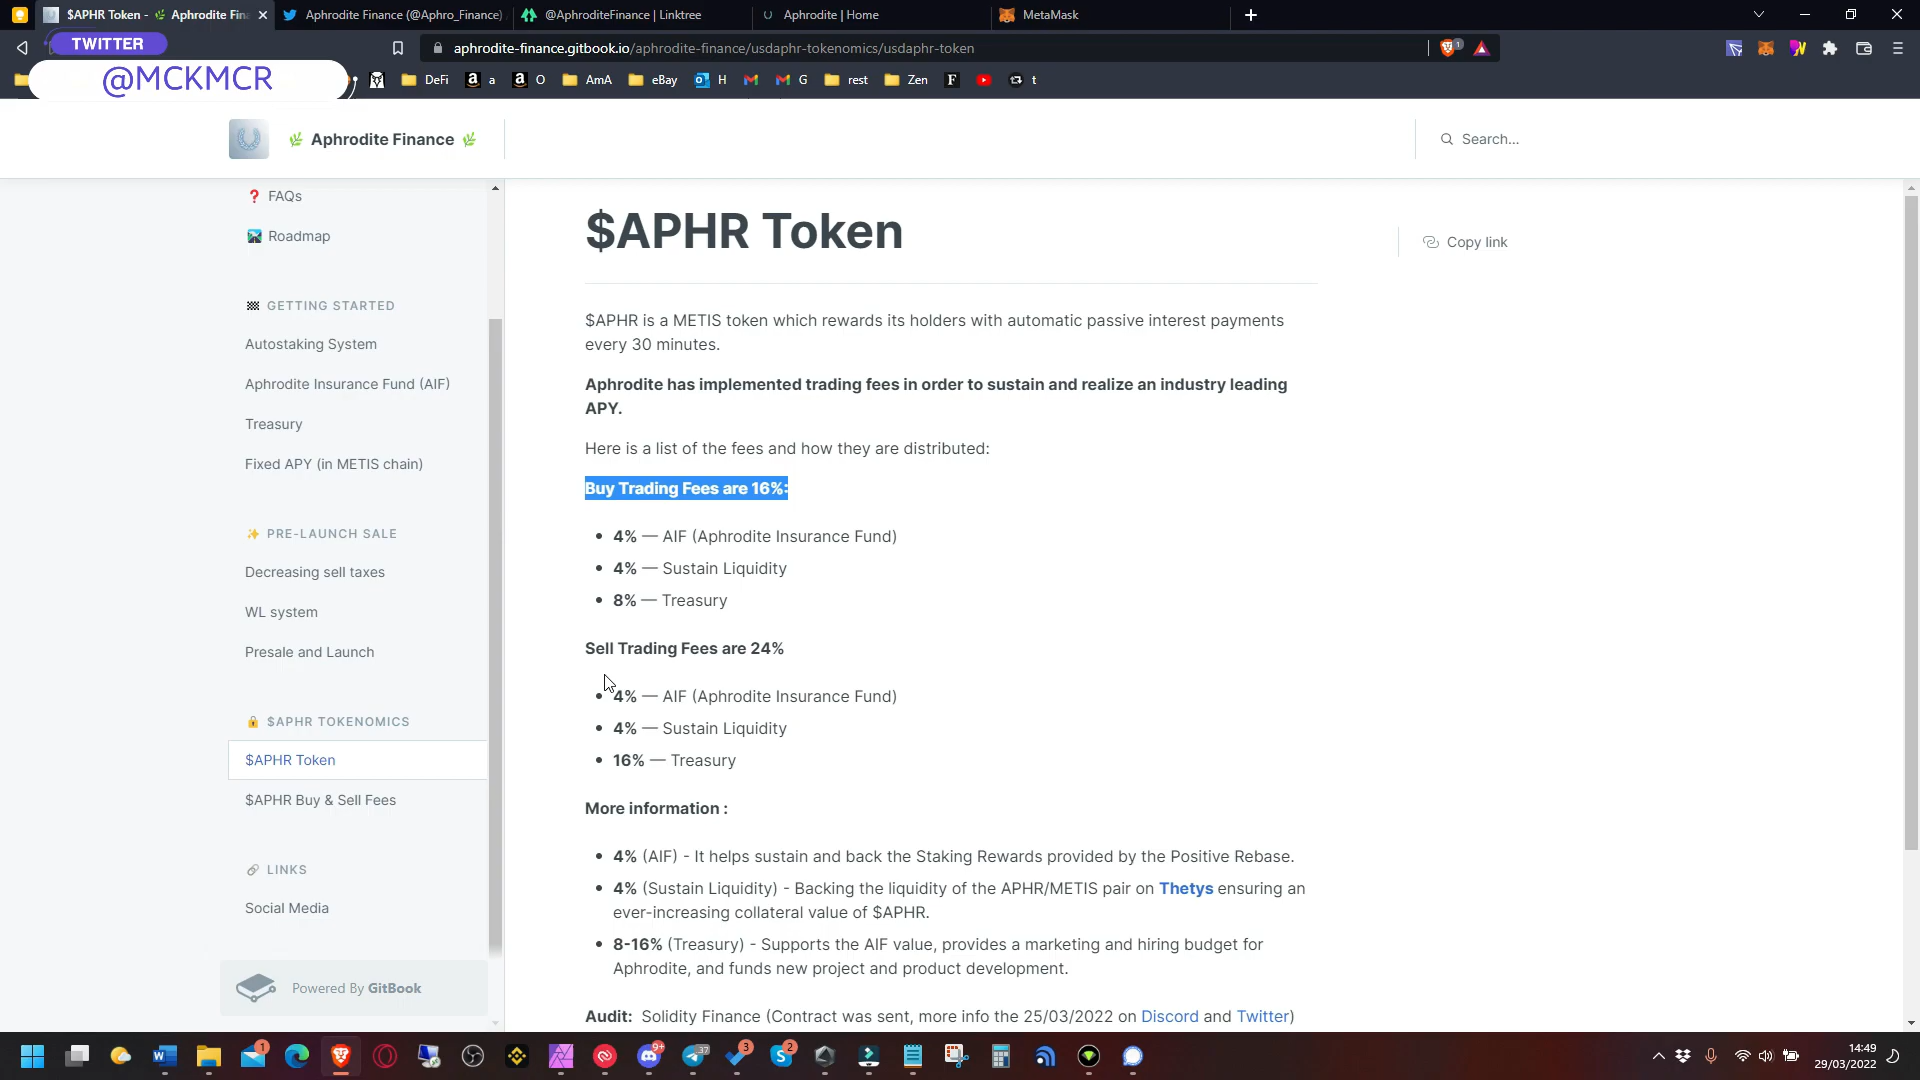 $APHR Token - Aphrodite Fin
Aphrodite Finance (@Aphro_Finance)
@AphroditeFinance | Linktree
Aphrodite | Home
MetaMask
TWITTER
@MCKMCR
aphrodite-finance.gitbook.io/aphrodite-finance/usdaphr-tokenomics/usdaphr-token
1
DeFi
a
O
AmA
eBay
H
G
rest
Zen
F
t
Aphrodite Finance
Search...
FAQs
Roadmap
GETTING STARTED
Autostaking System
Aphrodite Insurance Fund (AIF)
Treasury
Fixed APY (in METIS chain)
PRE-LAUNCH SALE
Decreasing sell taxes
WL system
Presale and Launch
$APHR TOKENOMICS
$APHR Token
$APHR Buy & Sell Fees
LINKS
Social Media
Powered By GitBook
$APHR Token
Copy link
$APHR is a METIS token which rewards its holders with automatic passive interest payments
every 30 minutes.
Aphrodite has implemented trading fees in order to sustain and realize an industry leading
APY.
Here is a list of the fees and how they are distributed:
Buy Trading Fees are 16%:
• 4% — AIF (Aphrodite Insurance Fund)
• 4% — Sustain Liquidity
• 8% — Treasury
Sell Trading Fees are 24%
• 4% — AIF (Aphrodite Insurance Fund)
• 4% — Sustain Liquidity
• 16% — Treasury
More information :
• 4% (AIF) - It helps sustain and back the Staking Rewards provided by the Positive Rebase.
• 4% (Sustain Liquidity) - Backing the liquidity of the APHR/METIS pair on Thetys ensuring an
ever-increasing collateral value of $APHR.
• 8-16% (Treasury) - Supports the AIF value, provides a marketing and hiring budget for
Aphrodite, and funds new project and product development.
Audit: Solidity Finance (Contract was sent, more info the 25/03/2022 on Discord and Twitter)
1
9+
37
3
2
14:49
29/03/2022